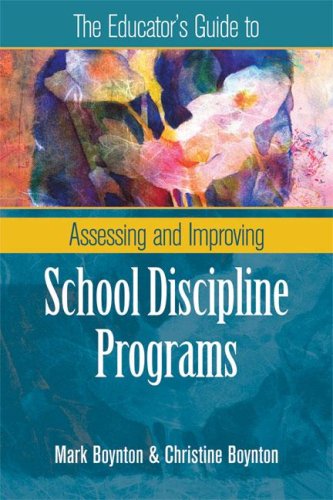 The Educator's Guide to
Assessing and Improving
School Discipline
Programs
Mark Boynton & Christine Boynton